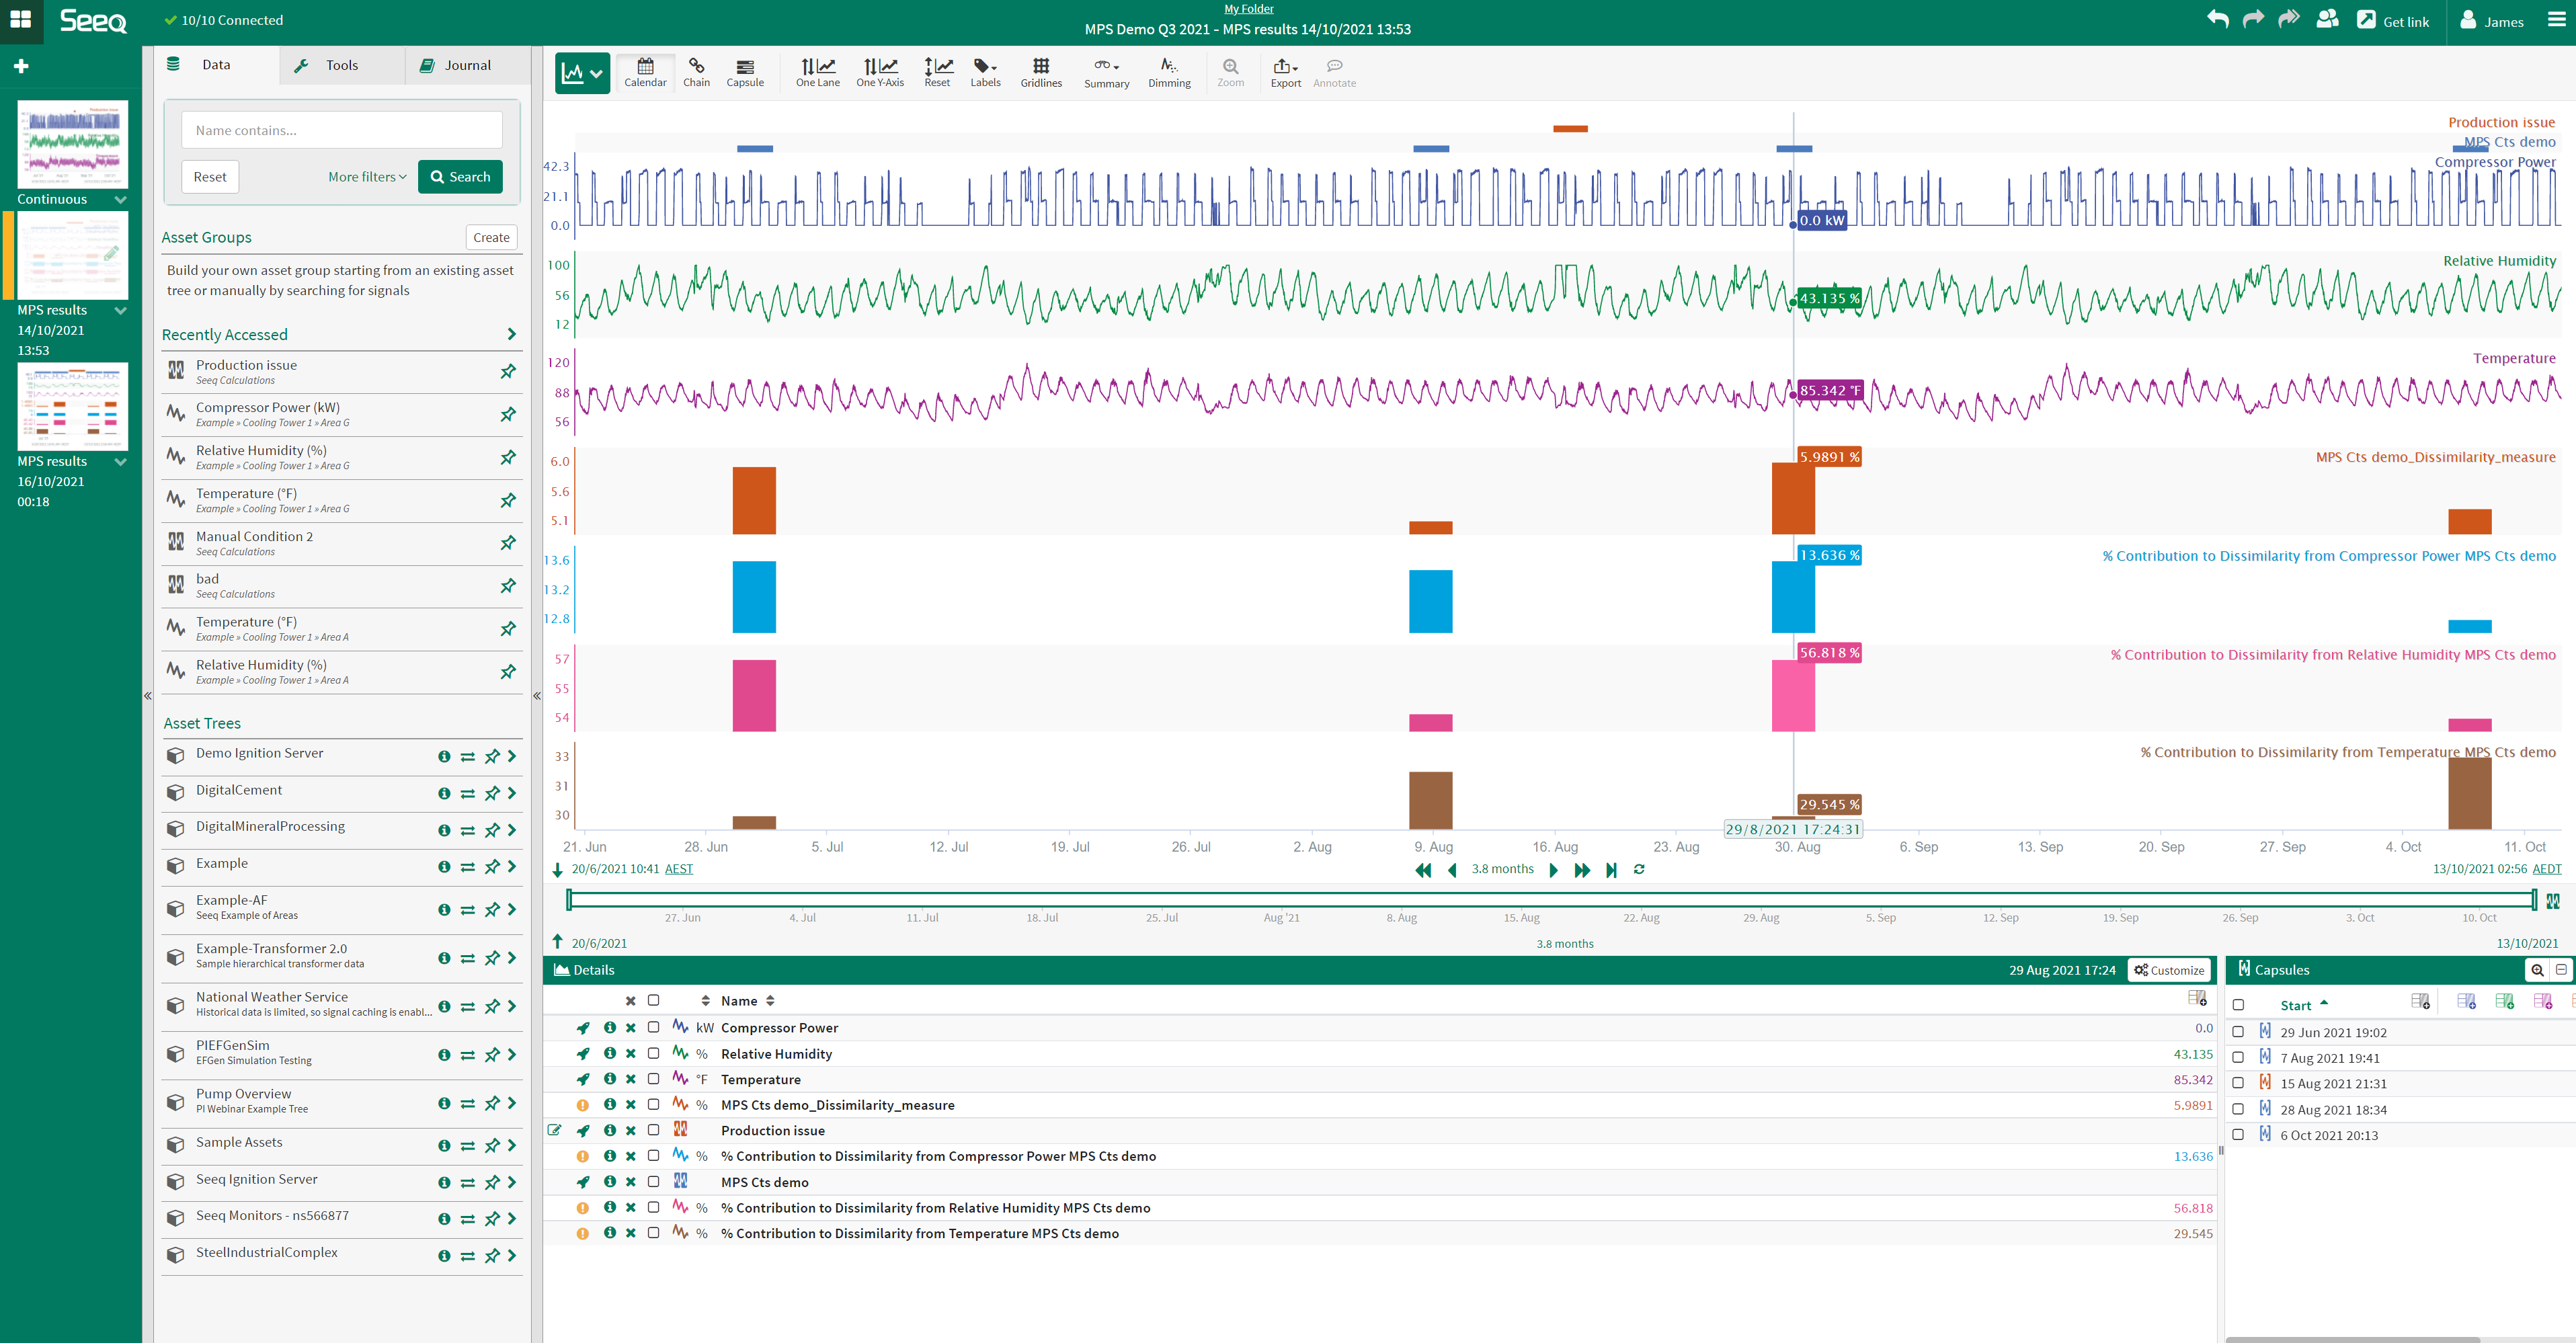 Seeq
10/10 Connected
My Folder
MPS Demo Q3 2021 - MPS results 14/10/2021 13:53
Get link
James
Continuous
MPS results
14/10/2021
13:53
MPS results
16/10/2021
00:18
Data
Tools
Journal
Name contains...
Reset
More filters
Search
Asset Groups
Create
Build your own asset group starting from an existing asset
tree or manually by searching for signals
Recently Accessed
Production issue
Seeq Calculations
Compressor Power (kW)
Example » Cooling Tower 1 » Area G
Relative Humidity (%)
Example » Cooling Tower 1 » Area G
Temperature (°F)
Example » Cooling Tower 1 » Area G
Manual Condition 2
Seeq Calculations
bad
Seeq Calculations
Temperature (°F)
Example » Cooling Tower 1 » Area A
Relative Humidity (%)
Example » Cooling Tower 1 » Area A
Asset Trees
Demo Ignition Server
DigitalCement
DigitalMineralProcessing
Example
Example-AF
Seeq Example of Areas
Example-Transformer 2.0
Sample hierarchical transformer data
National Weather Service
Historical data is limited, so signal caching is enabl...
PIEFGenSim
EFGen Simulation Testing
Pump Overview
PI Webinar Example Tree
Sample Assets
Seeq Ignition Server
Seeq Monitors - ns566877
SteelIndustrialComplex
Calendar
Chain
Capsule
One Lane
One Y-Axis
Reset
Labels
Gridlines
Summary
Dimming
Zoom
Export
Annotate
Production issue
MPS Cts demo
Compressor Power
42.3
21.1
0.0
0.0 kW
Relative Humidity
100
56
12
43.135 %
Temperature
120
88
56
85.342 °F
MPS Cts demo_Dissimilarity_measure
6.0
5.6
5.1
5.9891 %
% Contribution to Dissimilarity from Compressor Power MPS Cts demo
13.6
13.2
12.8
13.636 %
% Contribution to Dissimilarity from Relative Humidity MPS Cts demo
57
55
54
56.818 %
% Contribution to Dissimilarity from Temperature MPS Cts demo
33
31
30
29.545 %
29/8/2021 17:24:31
21. Jun 28. Jun 5. Jul 12. Jul 19. Jul 26. Jul 2. Aug 9. Aug 16. Aug 23. Aug 30. Aug 6. Sep 13. Sep 20. Sep 27. Sep 4. Oct 11. Oct
20/6/2021 10:41 AEST
3.8 months
13/10/2021 02:56 AEDT
27. Jun 4. Jul 11. Jul 18. Jul 25. Jul Aug '21 8. Aug 15. Aug 22. Aug 29. Aug 5. Sep 12. Sep 19. Sep 26. Sep 3. Oct 10. Oct
20/6/2021
3.8 months
13/10/2021
Details
29 Aug 2021 17:24
Customize
Name
kW Compressor Power 0.0
% Relative Humidity 43.135
°F Temperature 85.342
% MPS Cts demo_Dissimilarity_measure 5.9891
Production issue
% % Contribution to Dissimilarity from Compressor Power MPS Cts demo 13.636
MPS Cts demo
% % Contribution to Dissimilarity from Relative Humidity MPS Cts demo 56.818
% % Contribution to Dissimilarity from Temperature MPS Cts demo 29.545
Capsules
Start
29 Jun 2021 19:02
7 Aug 2021 19:41
15 Aug 2021 21:31
28 Aug 2021 18:34
6 Oct 2021 20:13